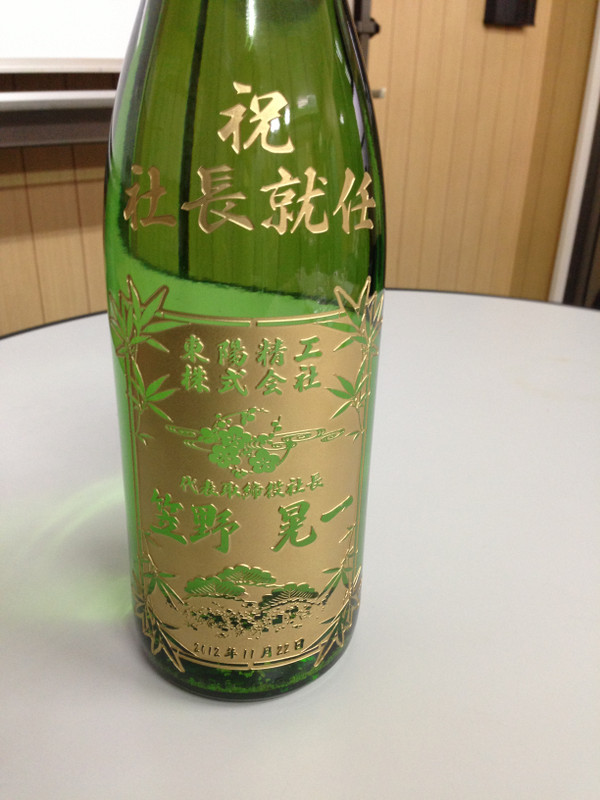 祝
社長就任
東陽精工
株式会社
代表取締役社長
笠野 晃一
2012年11月22日